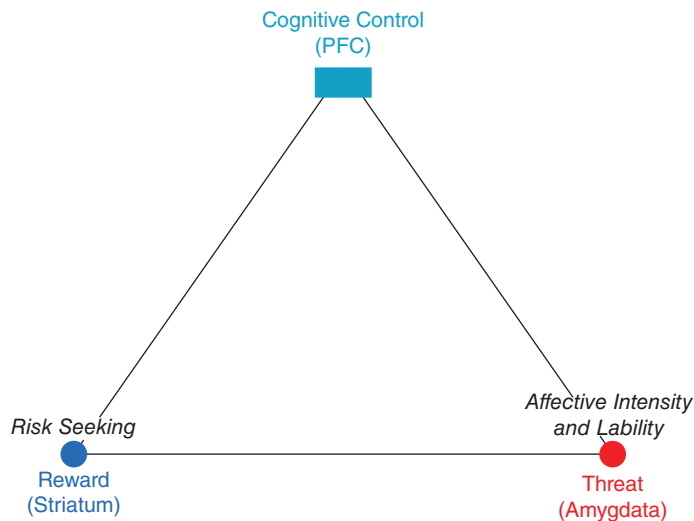 Cognitive Control
(PFC)
Risk Seeking
Affective Intensity
and Lability
Reward
(Striatum)
Threat
(Amygdata)